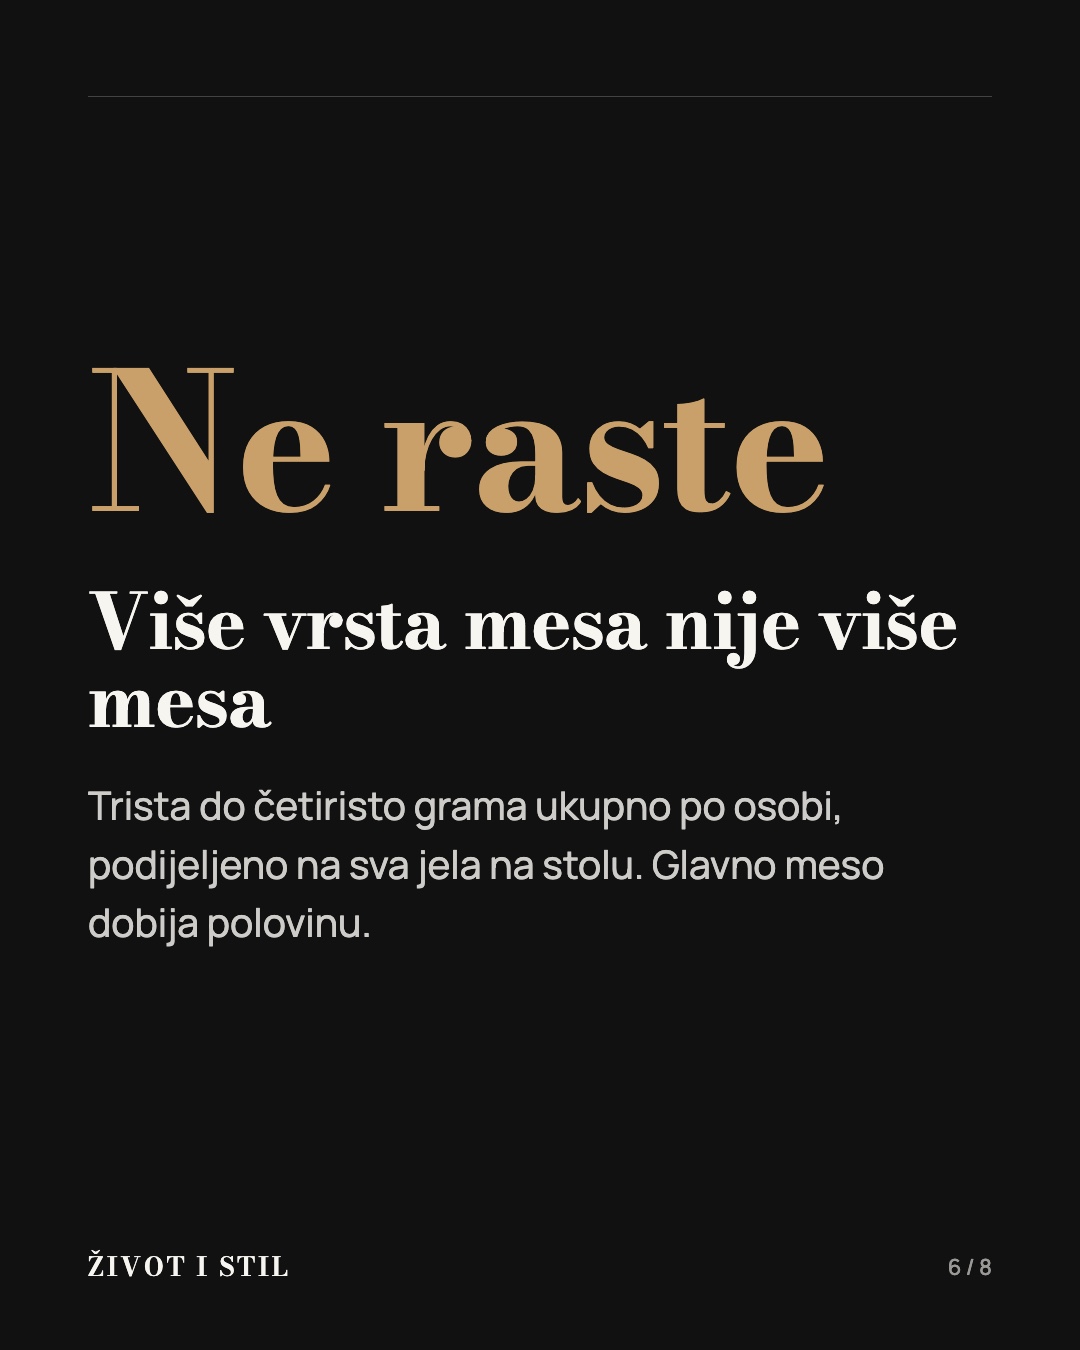 Ne raste
Više vrsta mesa nije više
mesa
Trista do četiristo grama ukupno po osobi,
podijeljeno na sva jela na stolu. Glavno meso
dobija polovinu.
ŽIVOT I STIL
6 / 8